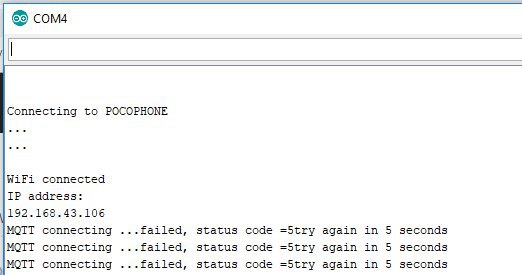 COM4
Connecting to POCOPHONE
...
...
WiFi connected
IP address:
192.168.43.106
MQTT connecting ...failed, status code =5try again in 5 seconds
MQTT connecting ...failed, status code =5try again in 5 seconds
MQTT connecting ...failed, status code =5try again in 5 seconds